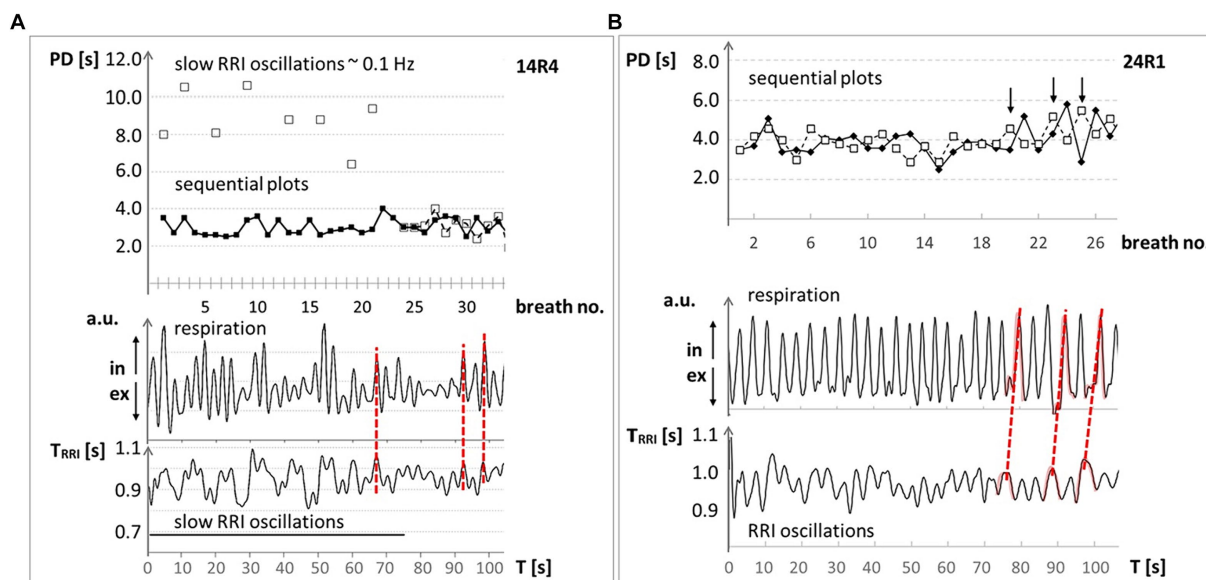 A
PD [s]
12.0
slow RRI oscillations ~ 0.1 Hz
14R4
10.0
8.0
6.0
sequential plots
4.0
2.0
5 10 15 20 25 30
breath no.
a.u.
respiration
in
ex
TRRI [s]
1.1
0.9
0.7
slow RRI oscillations
0 10 20 30 40 50 60 70 80 90 100
T [s]
B
PD [s]
8.0
24R1
sequential plots
6.0
4.0
2.0
2 6 10 14 18 22 26
breath no.
a.u.
respiration
in
ex
TRRI [s]
1.1
1.0
0.9
RRI oscillations
0 10 20 30 40 50 60 70 80 90 100
T [s]